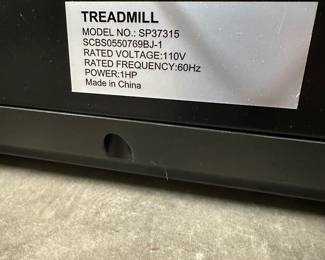 TREADMILL
MODEL NO.: SP37315
SCBS0550769BJ-1
RATED VOLTAGE:110V
RATED FREQUENCY:60Hz
POWER:1HP
Made in China